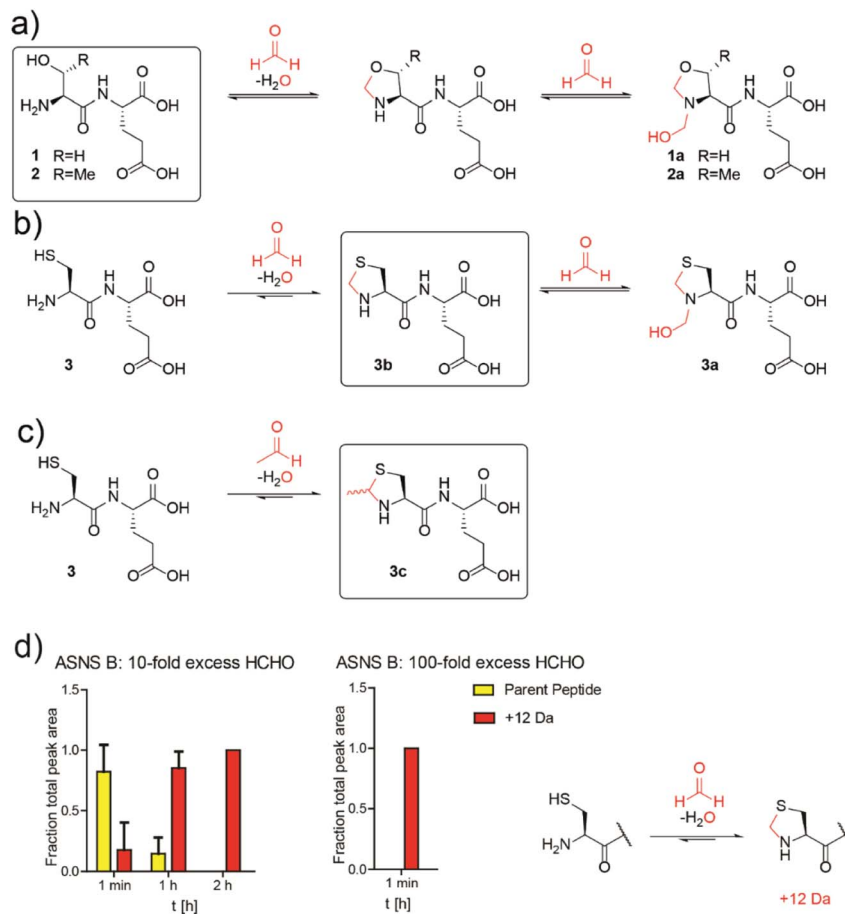 a)
HO
R
H
N
O
OH
H2N
O
O
OH
1 R=H
2 R=Me
O
H H
-H2O
O
R
H
N
O
OH
N
H
O
O
OH
O
H H
O
R
H
N
O
OH
N
O
HO
O
OH
1a R=H
2a R=Me
b)
HS
H
N
O
OH
H2N
O
O
OH
3
O
H H
-H2O
S
H
N
O
OH
N
H
O
O
OH
3b
O
H H
S
H
N
O
OH
N
O
HO
O
OH
3a
c)
HS
H
N
O
OH
H2N
O
O
OH
3
O
H
-H2O
S
H
N
O
OH
N
H
O
O
OH
3c
d)
ASNS B: 10-fold excess HCHO
Fraction total peak area
1.5
1.0
0.5
0.0
1 min 1 h 2 h
t [h]
ASNS B: 100-fold excess HCHO
Fraction total peak area
1.5
1.0
0.5
0.0
1 min
t [h]
Parent Peptide
+12 Da
HS
H2N
O
O
H H
-H2O
S
N
H
O
+12 Da